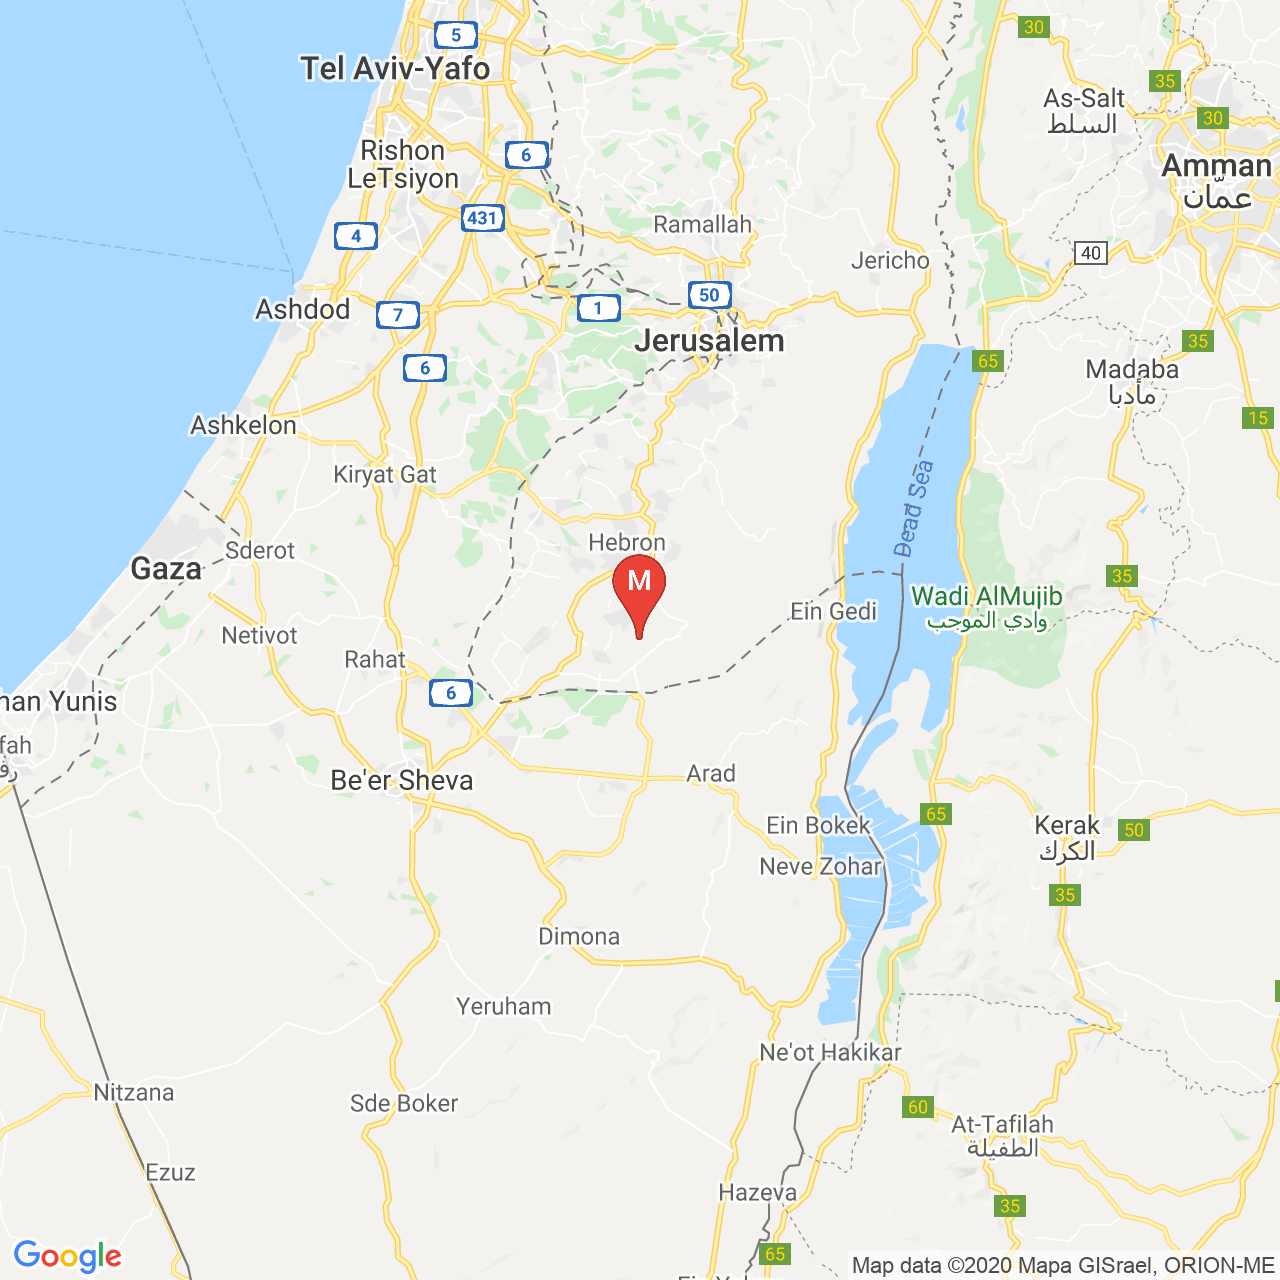 5
30
Tel Aviv-Yafo
35
As-Salt
السلط
30
Rishon
LeTsiyon
6
Amman
عمّان
431
4
Ramallah
Jericho
40
50
Ashdod
7
1
Jerusalem
35
6
65
Madaba
مأدبا
15
Ashkelon
Kiryat Gat
Dead Sea
Hebron
Sderot
Gaza
M
35
Wadi AlMujib
وادي الموجب
Ein Gedi
Netivot
Rahat
6
han Yunis
fah
رف
Be'er Sheva
Arad
65
Ein Bokek
Kerak
الكرك
50
Neve Zohar
35
Dimona
Yeruham
Ne'ot Hakikar
Nitzana
Sde Boker
60
At-Tafilah
الطفيلة
Ezuz
Hazeva
35
65
Google
Map data ©2020 Mapa GISrael, ORION-ME